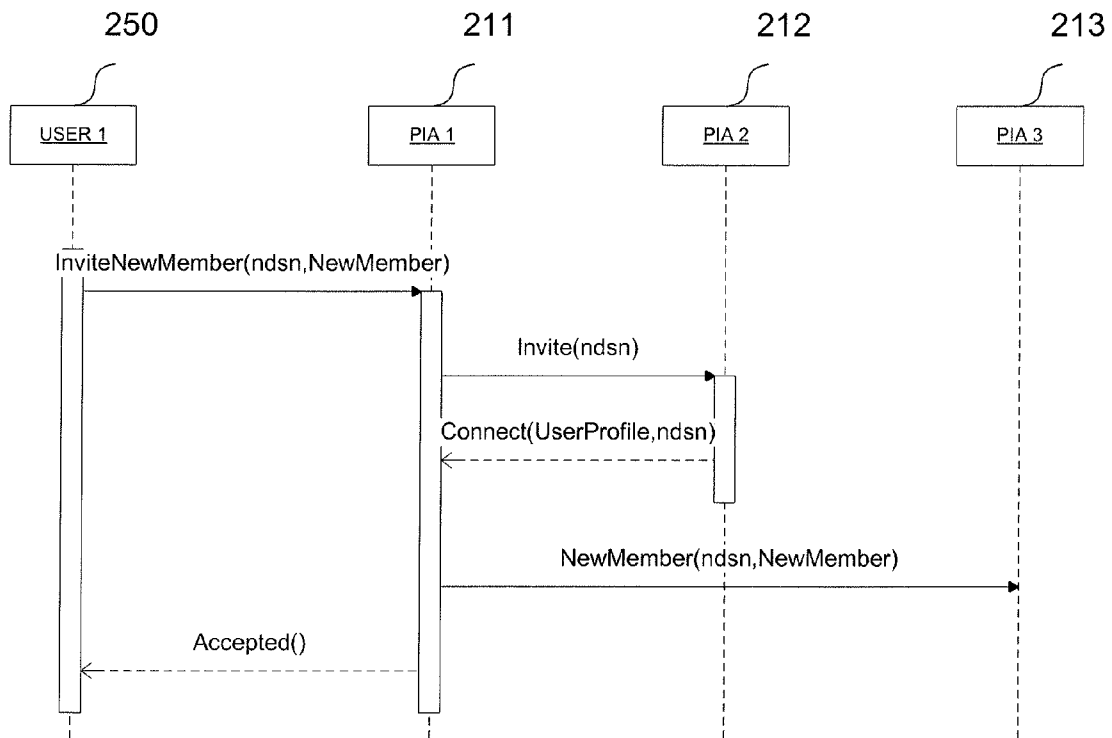 250
211
212
213
USER 1
PIA 1
PIA 2
PIA 3
InviteNewMember(ndsn,NewMember)
Invite(ndsn)
Connect(UserProfile,ndsn)
NewMember(ndsn,NewMember)
Accepted()